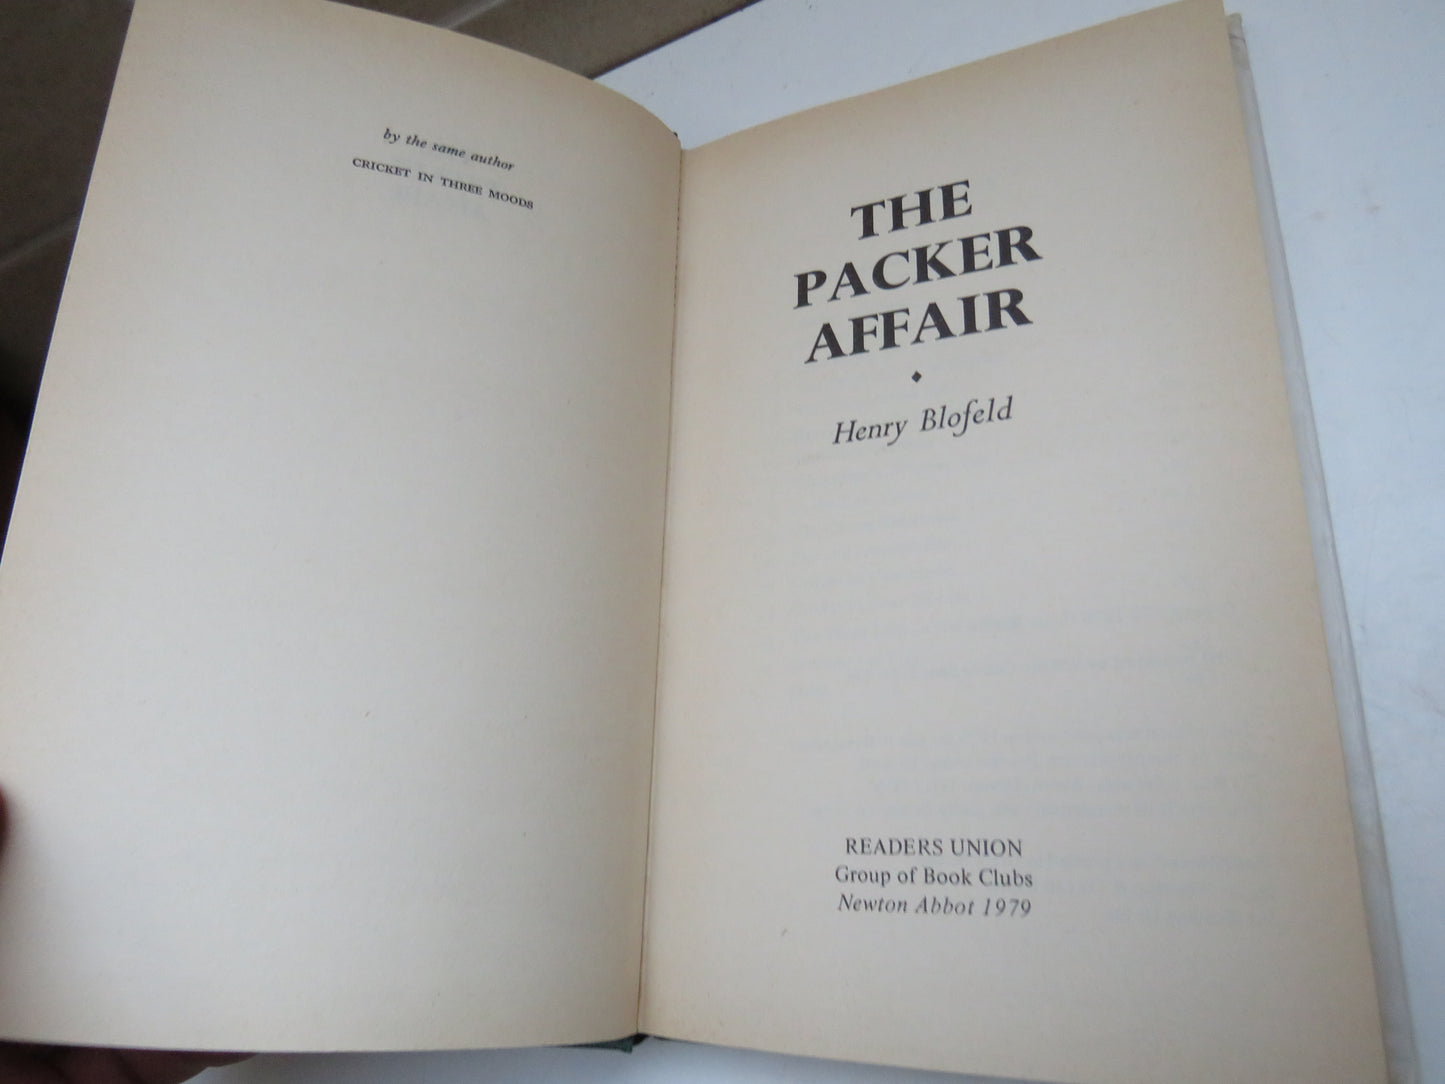 by the same author
CRICKET IN THREE MOODS
THE
PACKER
AFFAIR
Henry Blofeld
READERS UNION
Group of Book Clubs
Newton Abbot 1979